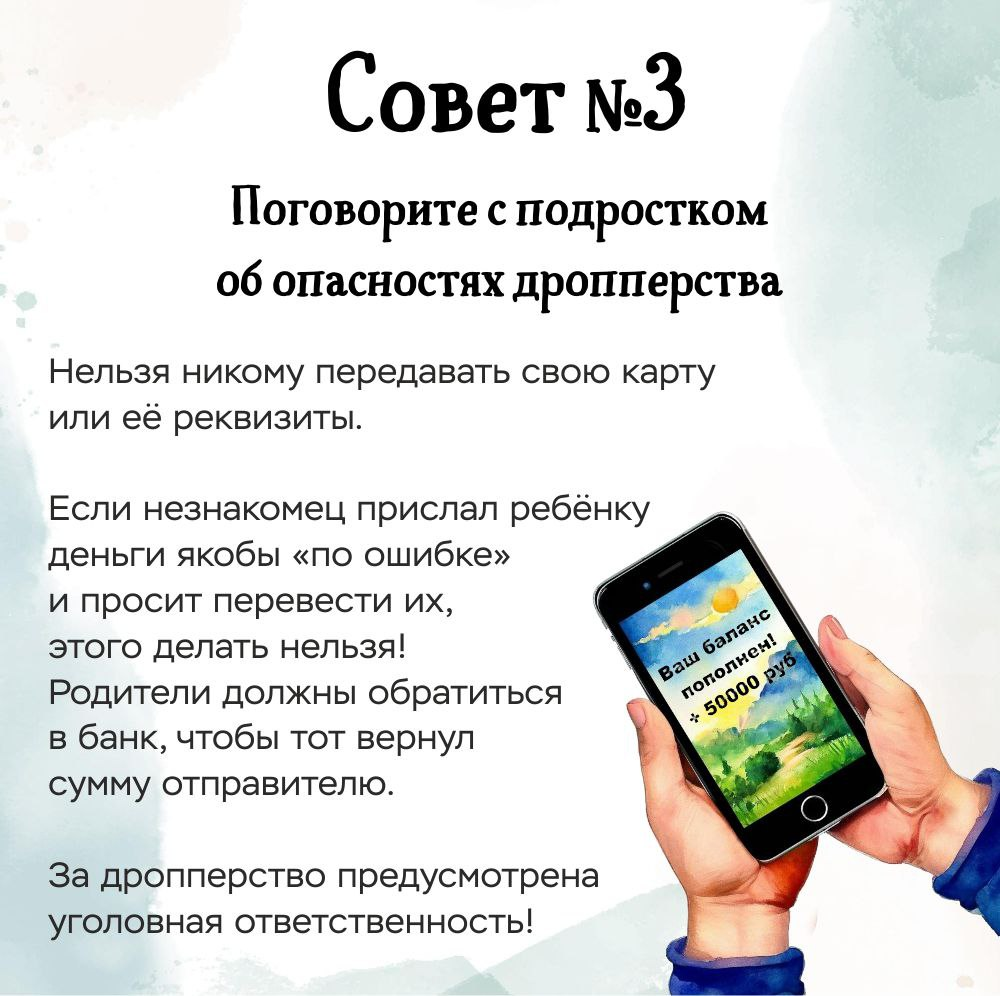 Совет №3
Поговорите с подростком
об опасностях дропперства
Нельзя никому передавать свою карту
или её реквизиты.
Если незнакомец прислал ребёнку
деньги якобы «по ошибке»
и просит перевести их,
этого делать нельзя!
Родители должны обратиться
в банк, чтобы тот вернул
сумму отправителю.
За дропперство предусмотрена
уголовная ответственность!
Ваш баланс
пополнен!
+ 50000 руб